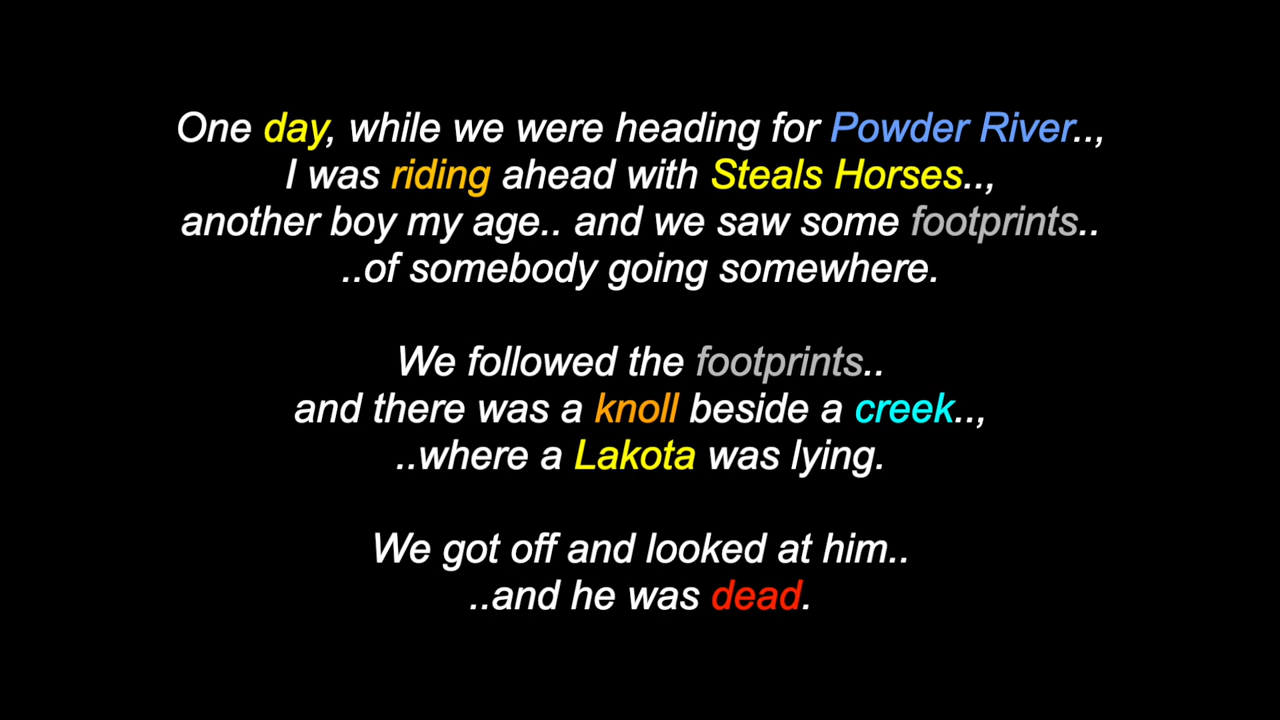 One day, while we were heading for Powder River..,
I was riding ahead with Steals Horses..,
another boy my age.. and we saw some footprints..
..of somebody going somewhere.
We followed the footprints..
and there was a knoll beside a creek..,
..where a Lakota was lying.
We got off and looked at him..
..and he was dead.